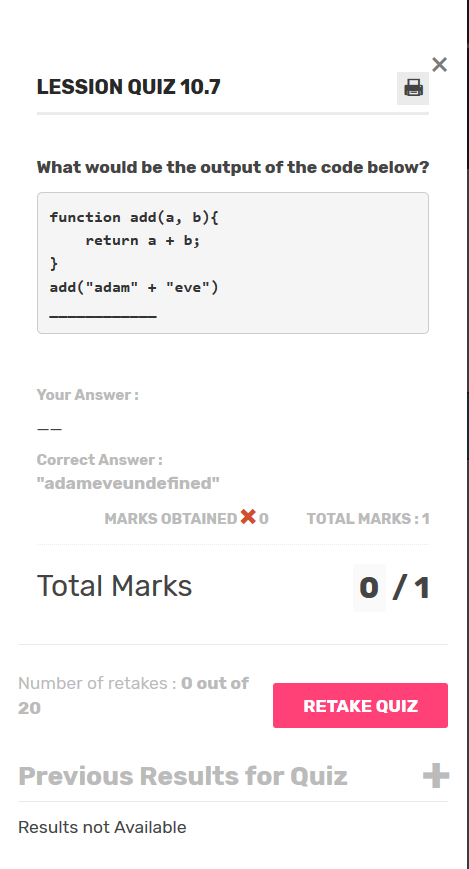 LESSION QUIZ 10.7
What would be the output of the code below?
function add(a, b){
    return a + b;
}
add("adam" + "eve")
____________
Your Answer :
__
Correct Answer :
"adameveundefined"
MARKS OBTAINED 0 TOTAL MARKS : 1
Total Marks 0 / 1
Number of retakes : 0 out of
20
RETAKE QUIZ
Previous Results for Quiz
Results not Available